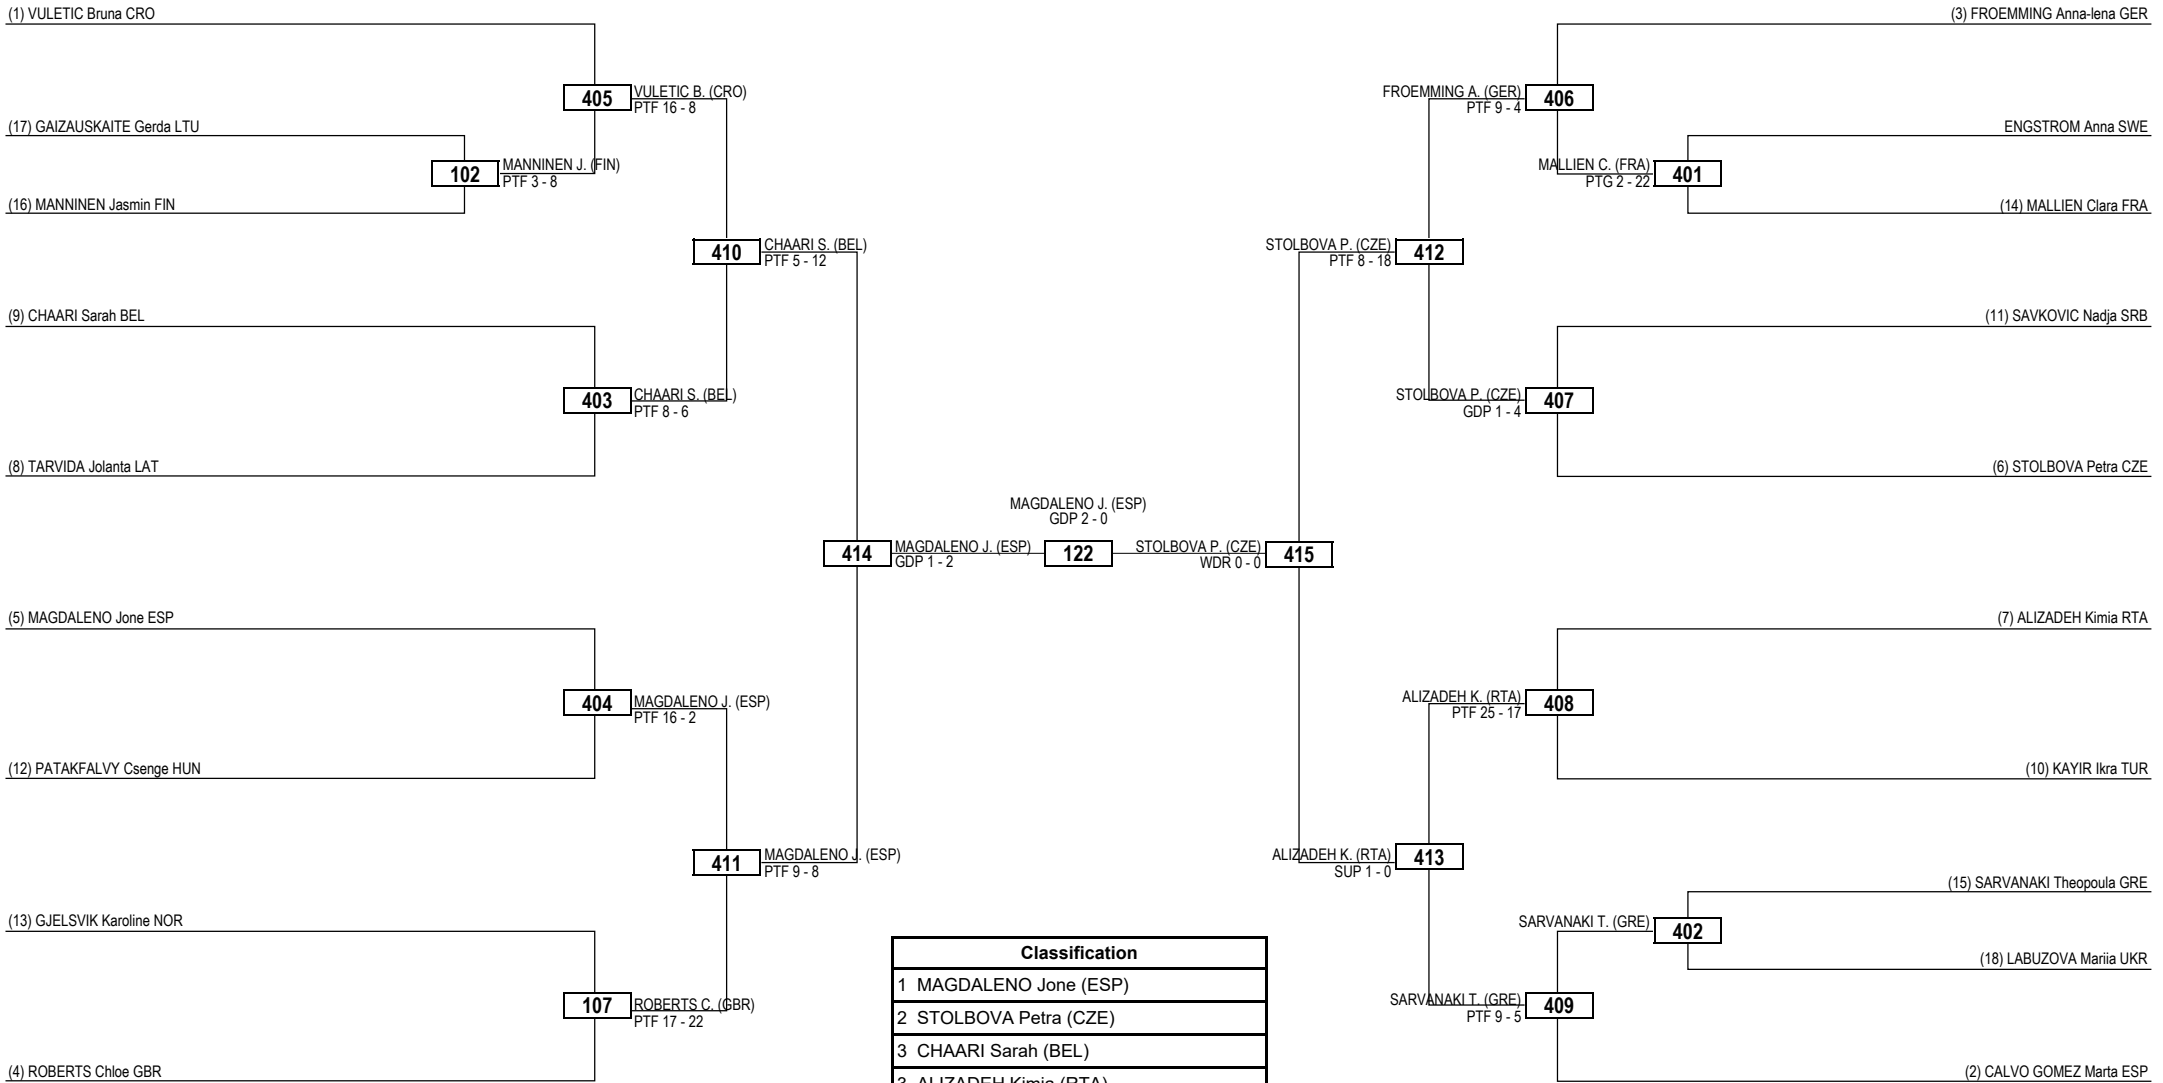 (1) VULETIC Bruna CRO
(3) FROEMMING Anna-lena GER
405
VULETIC B. (CRO)
PTF 16 - 8
FROEMMING A. (GER)
PTF 9 - 4
406
(17) GAIZAUSKAITE Gerda LTU
ENGSTROM Anna SWE
102
MANNINEN J. (FIN)
PTF 3 - 8
MALLIEN C. (FRA)
PTG 2 - 22
401
(16) MANNINEN Jasmin FIN
(14) MALLIEN Clara FRA
410
CHAARI S. (BEL)
PTF 5 - 12
STOLBOVA P. (CZE)
PTF 8 - 18
412
(9) CHAARI Sarah BEL
(11) SAVKOVIC Nadja SRB
403
CHAARI S. (BEL)
PTF 8 - 6
STOLBOVA P. (CZE)
GDP 1 - 4
407
(8) TARVIDA Jolanta LAT
(6) STOLBOVA Petra CZE
MAGDALENO J. (ESP)
GDP 2 - 0
414
MAGDALENO J. (ESP)
GDP 1 - 2
122
STOLBOVA P. (CZE)
WDR 0 - 0
415
(5) MAGDALENO Jone ESP
(7) ALIZADEH Kimia RTA
404
MAGDALENO J. (ESP)
PTF 16 - 2
ALIZADEH K. (RTA)
PTF 25 - 17
408
(12) PATAKFALVY Csenge HUN
(10) KAYIR Ikra TUR
411
MAGDALENO J. (ESP)
PTF 9 - 8
ALIZADEH K. (RTA)
SUP 1 - 0
413
(15) SARVANAKI Theopoula GRE
(13) GJELSVIK Karoline NOR
SARVANAKI T. (GRE)
402
(18) LABUZOVA Mariia UKR
107
ROBERTS C. (GBR)
PTF 17 - 22
SARVANAKI T. (GRE)
PTF 9 - 5
409
(4) ROBERTS Chloe GBR
(2) CALVO GOMEZ Marta ESP
Classification
1 MAGDALENO Jone (ESP)
2 STOLBOVA Petra (CZE)
3 CHAARI Sarah (BEL)
3 ALIZADEH Kimia (RTA)